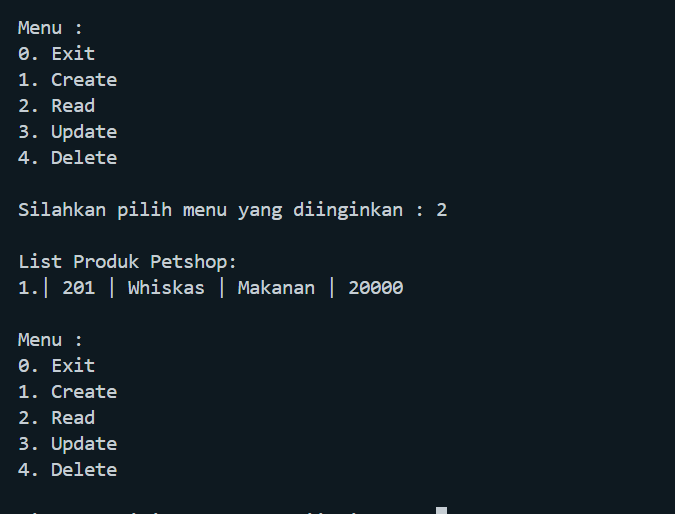 Menu :
0. Exit
1. Create
2. Read
3. Update
4. Delete
Silahkan pilih menu yang diinginkan : 2
List Produk Petshop:
1.| 201 | Whiskas | Makanan | 20000
Menu :
0. Exit
1. Create
2. Read
3. Update
4. Delete